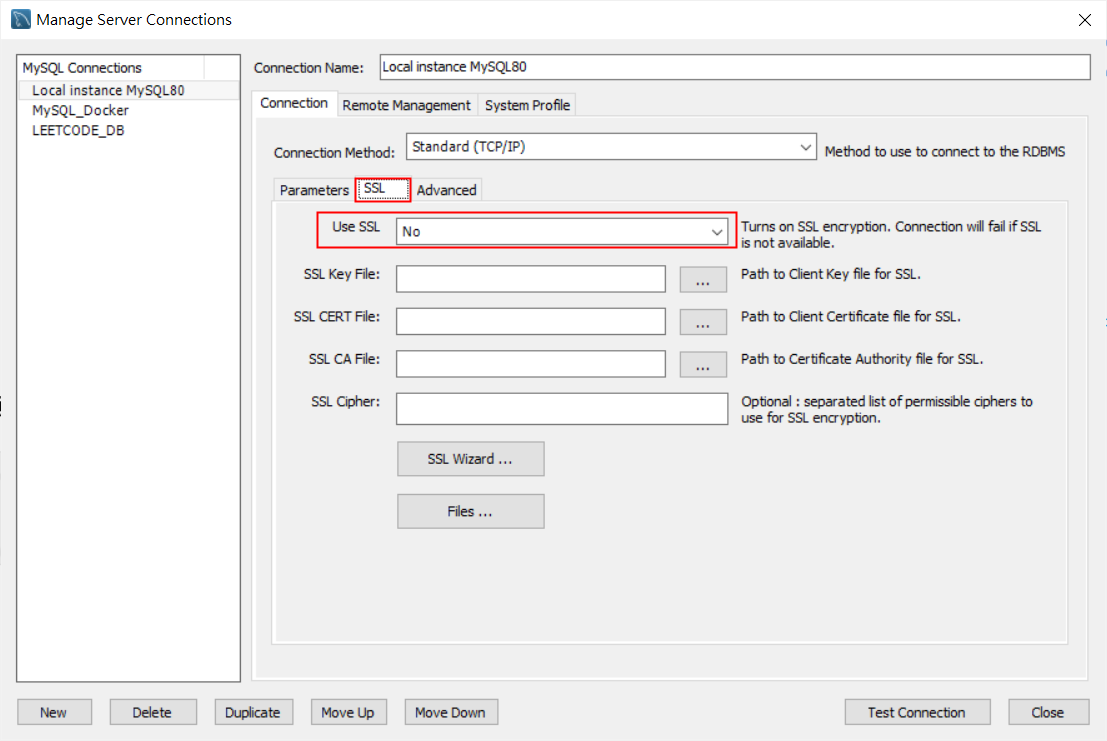 Manage Server Connections
MySQL Connections
Local instance MySQL80
MySQL_Docker
LEETCODE_DB
Connection Name: Local instance MySQL80
Connection Remote Management System Profile
Connection Method: Standard (TCP/IP) Method to use to connect to the RDBMS
Parameters SSL Advanced
Use SSL No Turns on SSL encryption. Connection will fail if SSL
is not available.
SSL Key File: ... Path to Client Key file for SSL.
SSL CERT File: ... Path to Client Certificate file for SSL.
SSL CA File: ... Path to Certificate Authority file for SSL.
SSL Cipher: Optional : separated list of permissible ciphers to
use for SSL encryption.
SSL Wizard ...
Files ...
New Delete Duplicate Move Up Move Down Test Connection Close